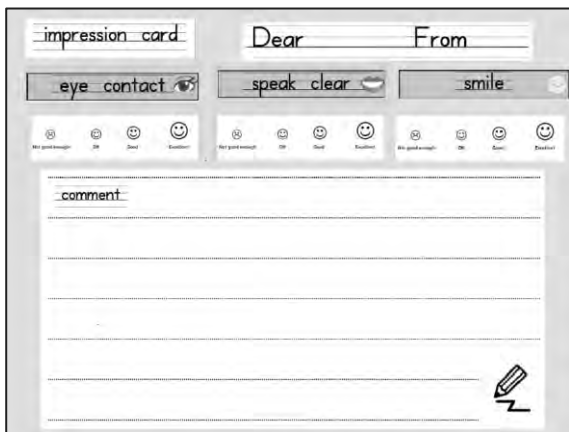 impression card
Dear From
eye contact speak clear smile
Not good enough OK Good Excellent Not good enough OK Good Excellent Not good enough OK Good Excellent
comment